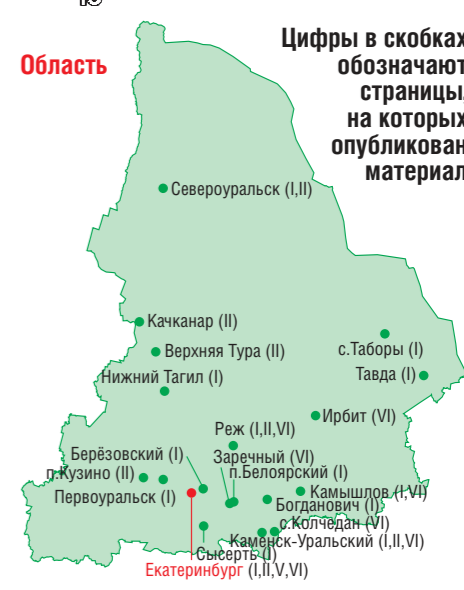 Область
Цифры в скобках
обозначают
страницы,
на которых
опубликован
материал
Североуральск (I,II)
Качканар (II)
Верхняя Тура (II)
с.Таборы (I)
Нижний Тагил (I)
Тавда (I)
Ирбит (VI)
Реж (I,II,VI)
Берёзовский (I)
Заречный (VI)
п.Кузино (II)
п.Белоярский (I)
Первоуральск (I)
Камышлов (I,VI)
Богданович (I)
с.Колчедан (VI)
Каменск-Уральский (I,II,VI)
Сысерть (I)
Екатеринбург (I,II,V,VI)